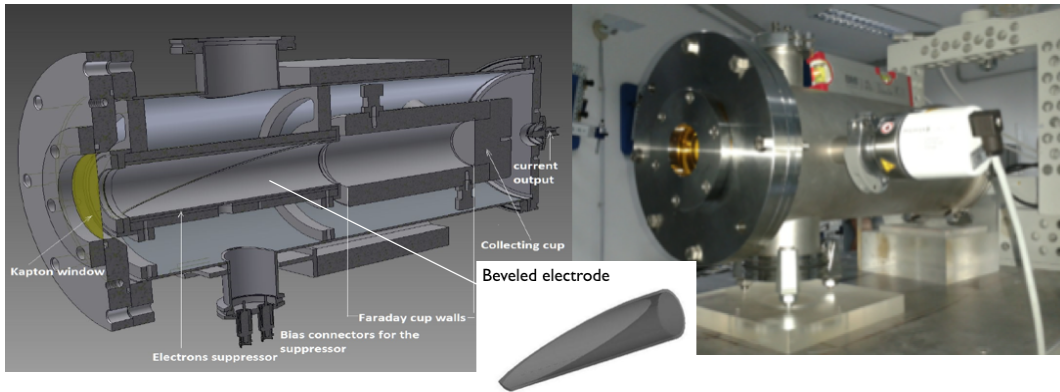 current
output
Collecting cup
Kapton window
Beveled electrode
Faraday cup walls
Bias connectors for the
suppressor
Electrons suppressor